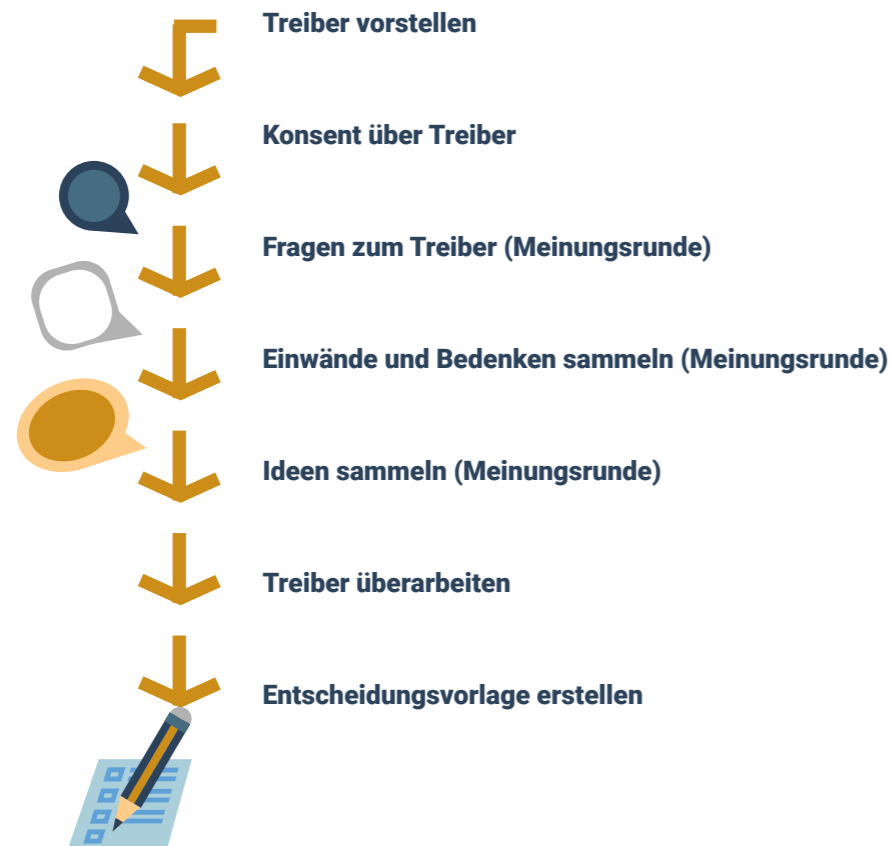 Treiber vorstellen
Konsent über Treiber
Fragen zum Treiber (Meinungsrunde)
Einwände und Bedenken sammeln (Meinungsrunde)
Ideen sammeln (Meinungsrunde)
Treiber überarbeiten
Entscheidungsvorlage erstellen